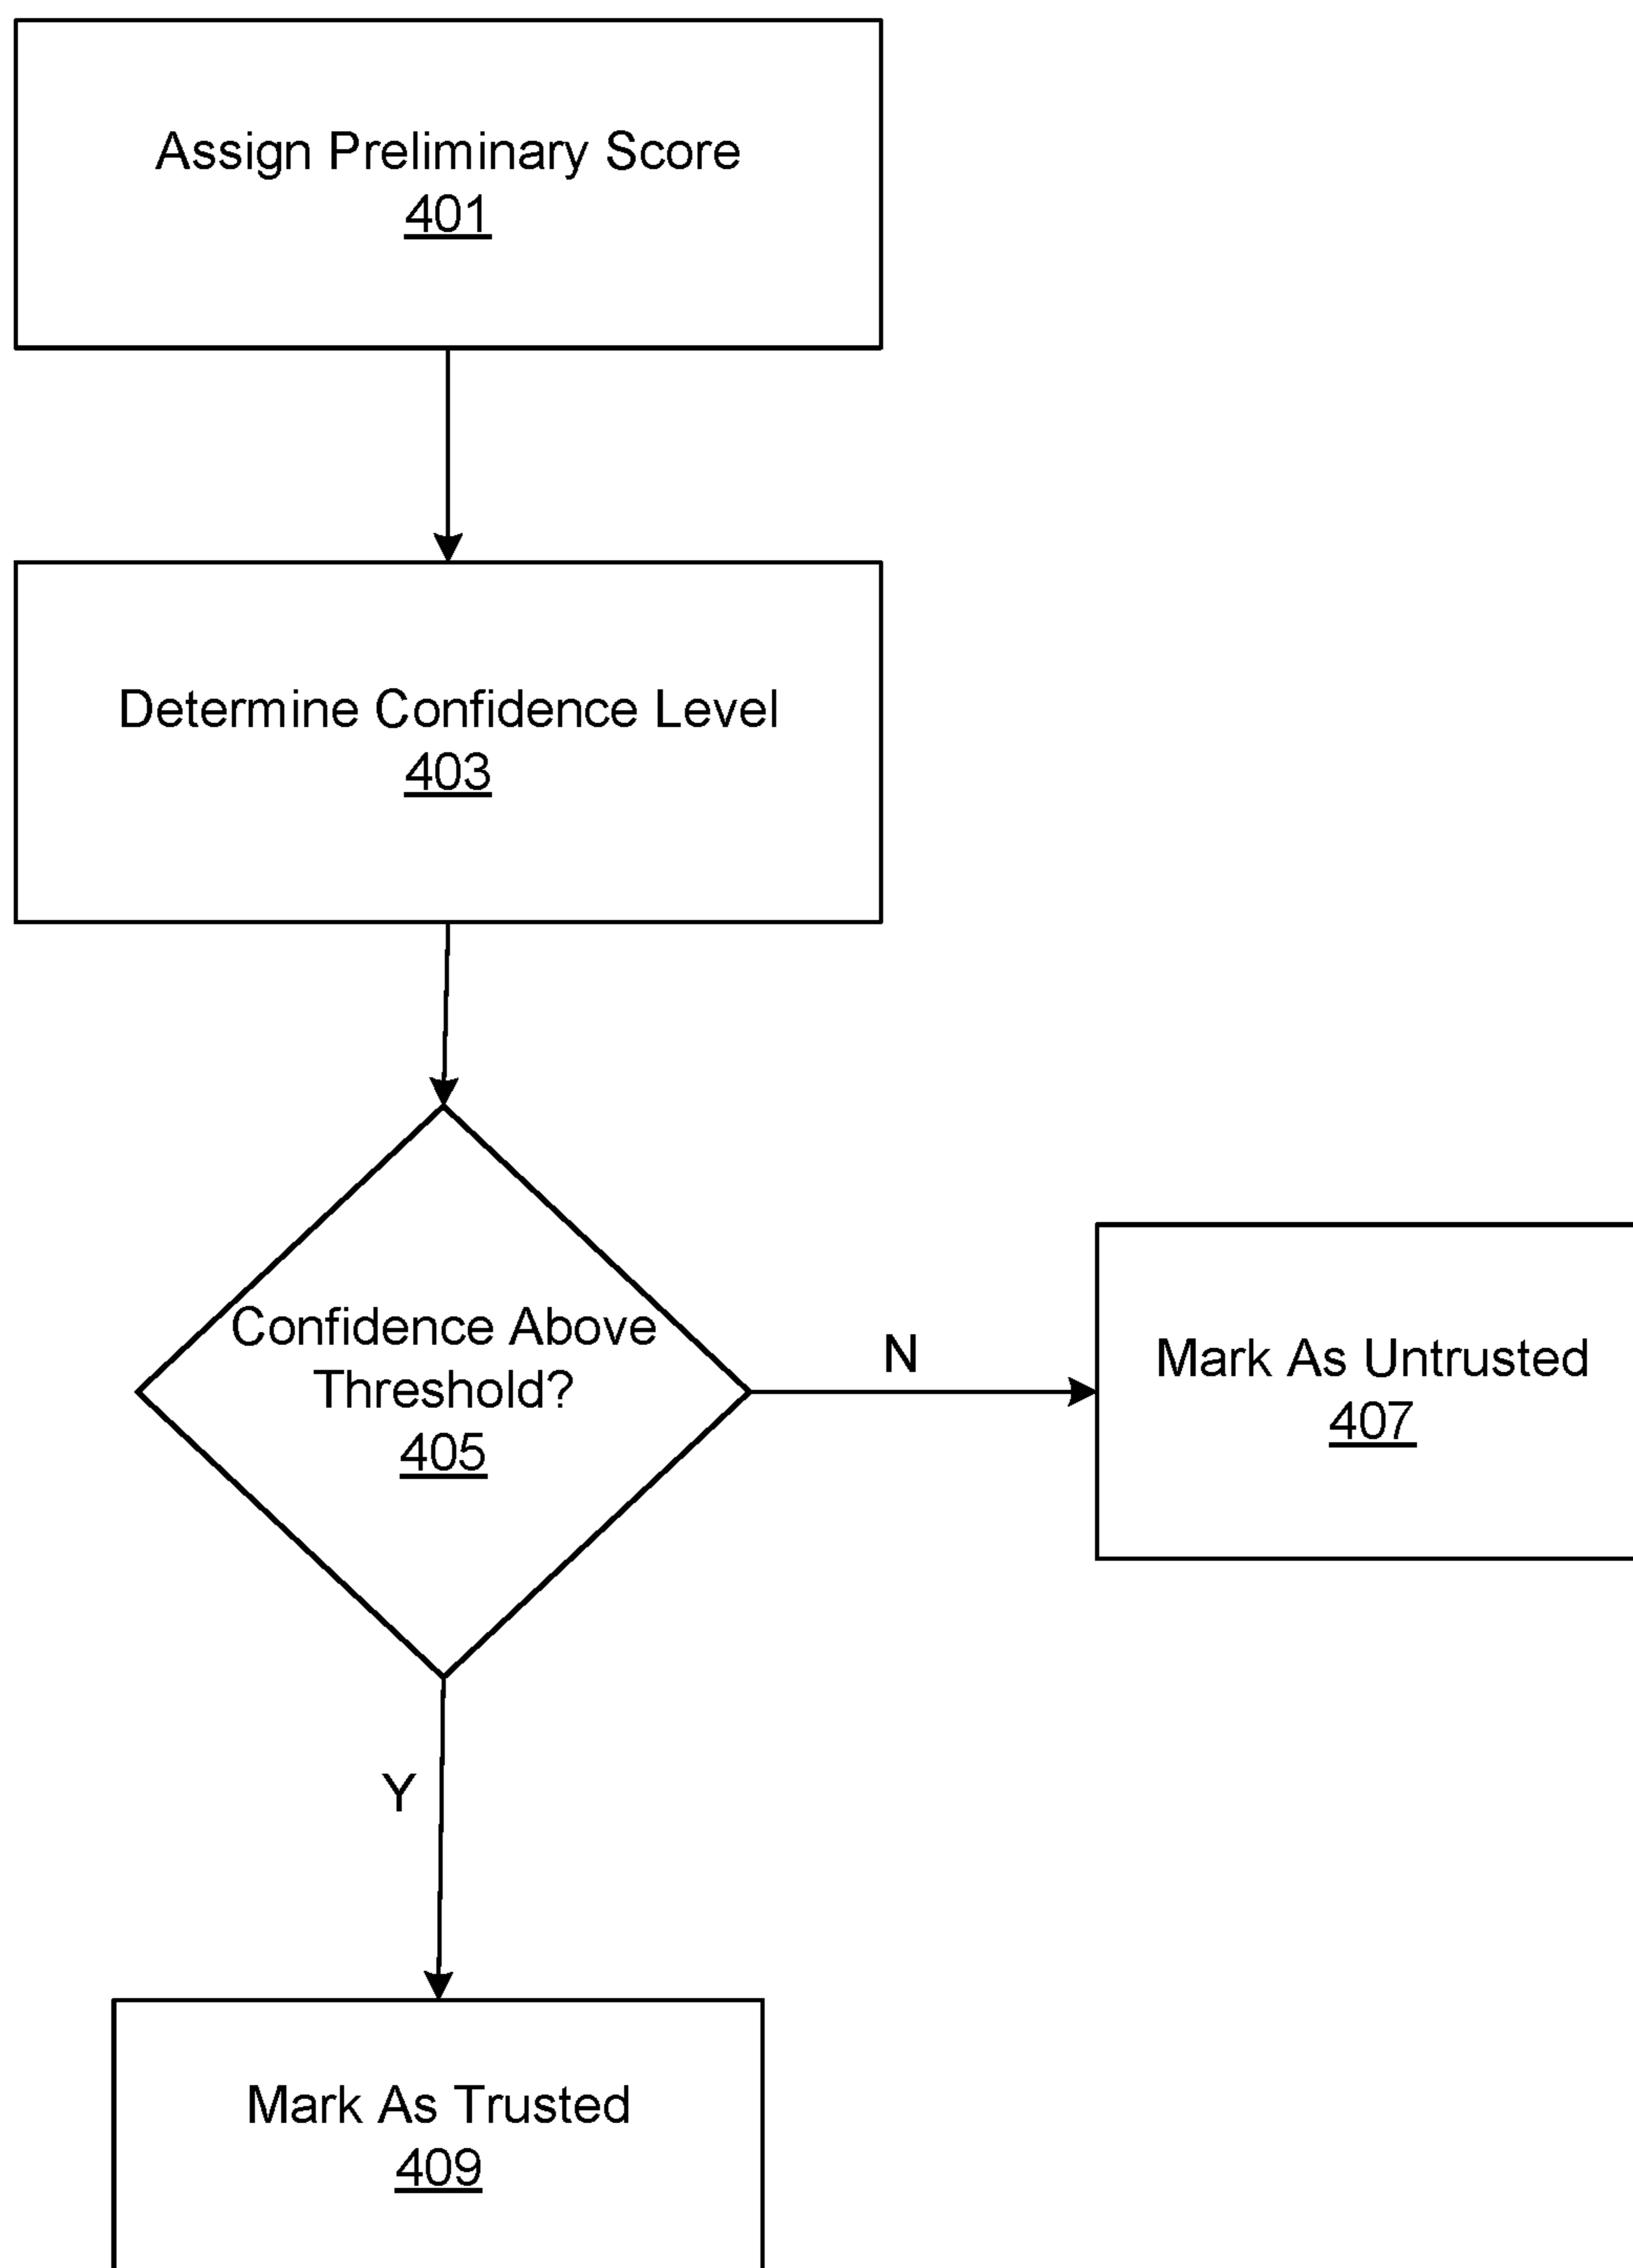 Assign Preliminary Score
401
Determine Confidence Level
403
Confidence Above
Threshold?
405
N
Mark As Untrusted
407
Y
Mark As Trusted
409